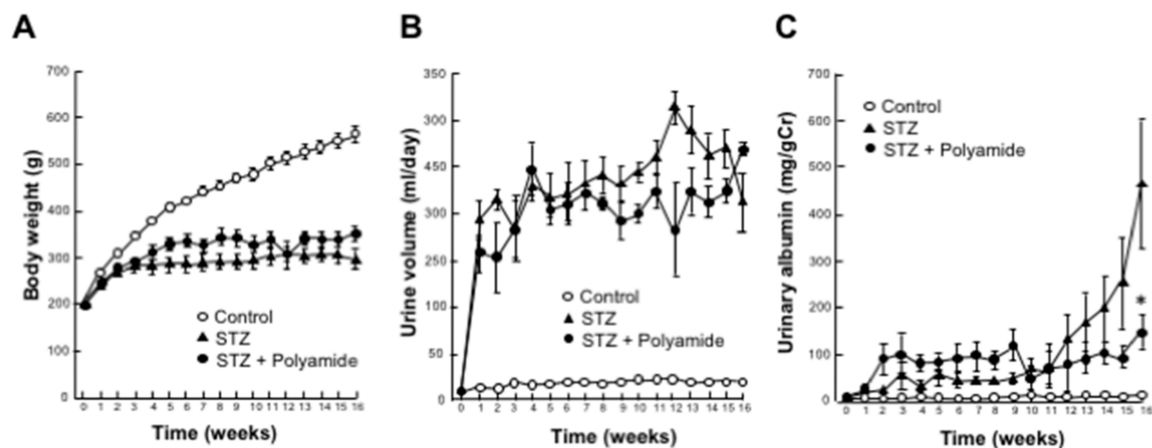 A
Body weight (g)
700
600
500
400
300
200
100
0
Control
STZ
STZ + Polyamide
0 1 2 3 4 5 6 7 8 9 10 11 12 13 14 15 16
Time (weeks)
B
Urine volume (ml/day)
350
450
300
250
100
50
0
Control
STZ
STZ + Polyamide
0 1 2 3 4 5 6 7 8 9 10 11 12 13 14 15 16
Time (weeks)
C
Urinary albumin (mg/gCr)
700
600
500
400
300
200
100
0
Control
STZ
STZ + Polyamide
*
0 1 2 3 4 5 6 7 8 9 10 11 12 13 14 15 16
Time (weeks)